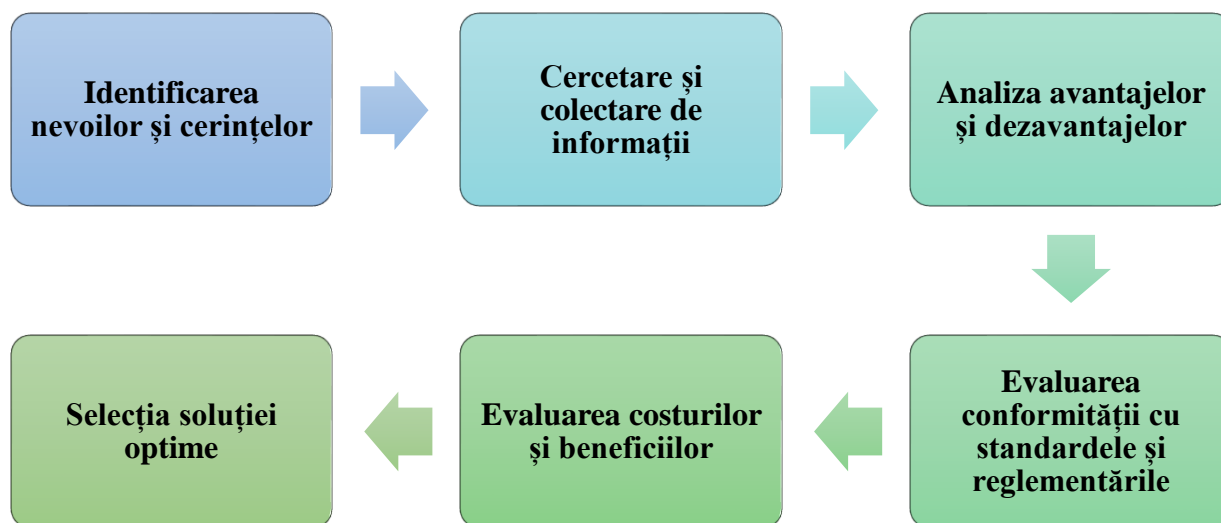 Identificarea
nevoilor și cerințelor
Cercetare și
colectare de
informații
Analiza avantajelor
și dezavantajelor
Evaluarea
conformității cu
standardele și
reglementările
Evaluarea costurilor
și beneficiilor
Selecția soluției
optime